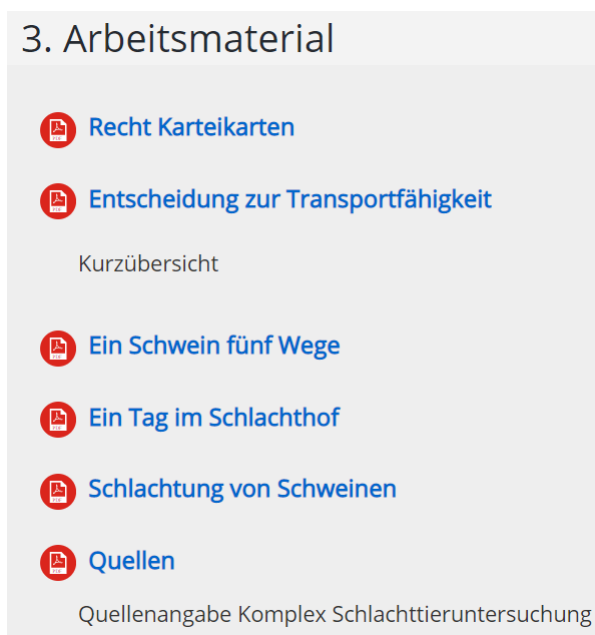 3. Arbeitsmaterial
Recht Karteikarten
Entscheidung zur Transportfähigkeit
Kurzübersicht
Ein Schwein fünf Wege
Ein Tag im Schlachthof
Schlachtung von Schweinen
Quellen
Quellenangabe Komplex Schlachttieruntersuchung